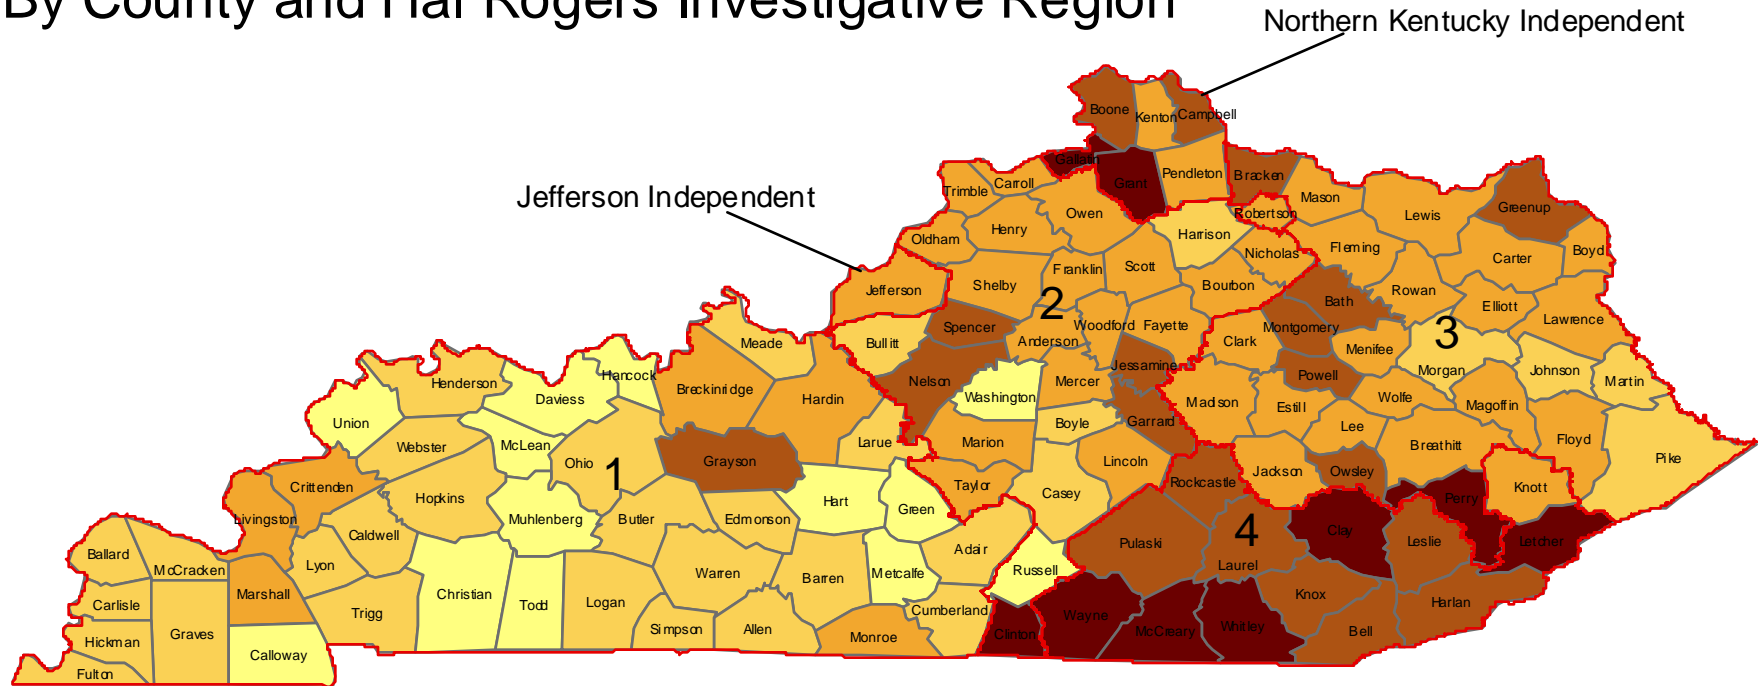 By County and Hal Rogers Investigative Region
Northern Kentucky Independent
Jefferson Independent
Boone
Kenton
Campbell
Gallatin
Grant
Pendleton
Bracken
Trimble
Carroll
Owen
Robertson
Mason
Lewis
Greenup
Oldham
Henry
Harrison
Nicholas
Fleming
Carter
Boyd
Jefferson
Shelby
Franklin
Scott
Bourbon
Bath
Rowan
Elliott
2
Lawrence
Spencer
Woodford
Fayette
Montgomery
3
Bullitt
Anderson
Clark
Menifee
Meade
Jessamine
Morgan
Johnson
Martin
Hancock
Henderson
Breckinridge
Nelson
Mercer
Powell
Daviess
Hardin
Washington
Madison
Estill
Wolfe
Magoffin
Union
Boyle
Garrard
Lee
McLean
Larue
Marion
Breathitt
Floyd
Webster
Ohio
1
Grayson
Lincoln
Jackson
Owsley
Pike
Crittenden
Hopkins
Hart
Taylor
Casey
Rockcastle
Perry
Knott
Livingston
Muhlenberg
Butler
Edmonson
Green
Caldwell
Pulaski
4
Clay
Leslie
Letcher
Ballard
McCracken
Lyon
Warren
Barren
Metcalfe
Adair
Russell
Laurel
Carlisle
Marshall
Christian
Todd
Logan
Knox
Harlan
Trigg
Cumberland
Wayne
Hickman
Graves
Simpson
Allen
Monroe
Clinton
McCreary
Whitley
Bell
Calloway
Fulton